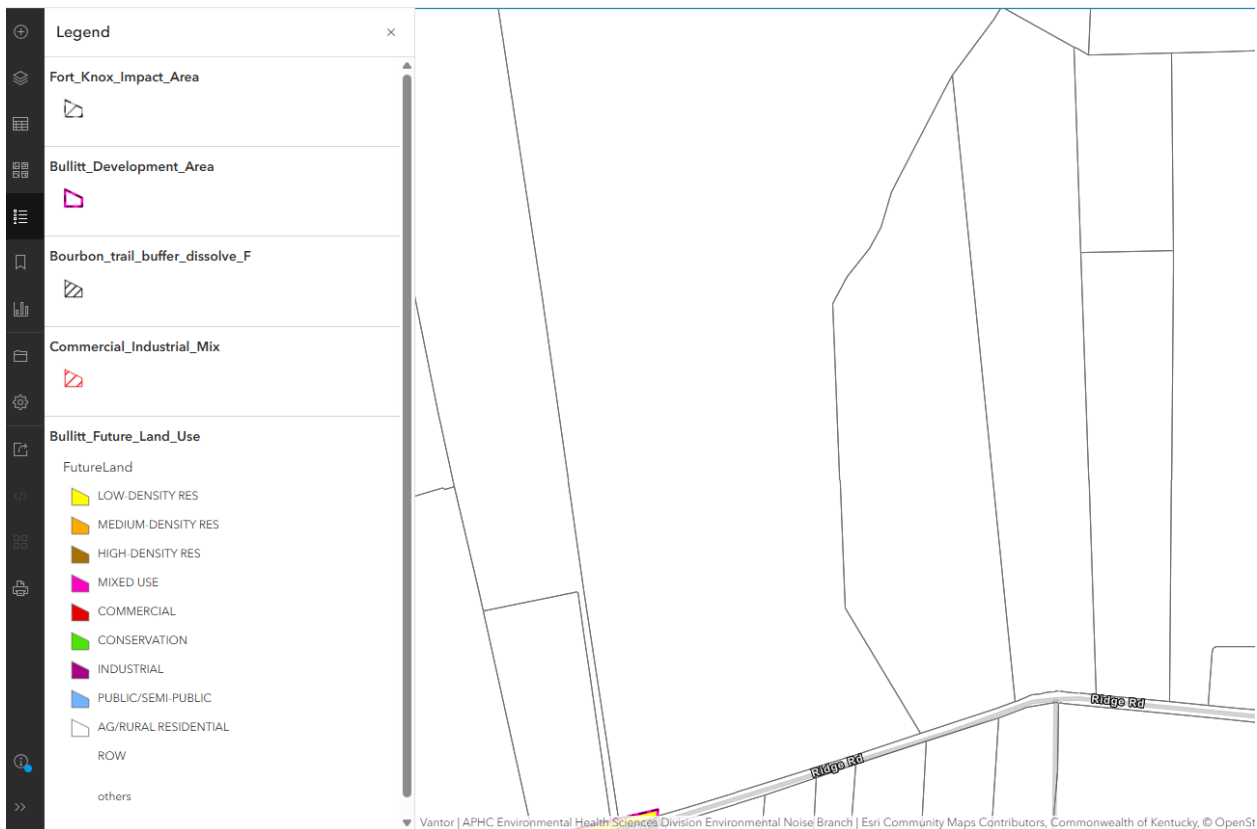 Legend
Fort_Knox_Impact_Area
Bullitt_Development_Area
Bourbon_trail_buffer_dissolve_F
Commercial_Industrial_Mix
Bullitt_Future_Land_Use
FutureLand
LOW-DENSITY RES
MEDIUM-DENSITY RES
HIGH-DENSITY RES
MIXED USE
COMMERCIAL
CONSERVATION
INDUSTRIAL
PUBLIC/SEMI-PUBLIC
AG/RURAL RESIDENTIAL
ROW
others
Ridge Rd
Ridge Rd
Vantor | APHC Environmental Health Sciences Division Environmental Noise Branch | Esri Community Maps Contributors, Commonwealth of Kentucky, © OpenS